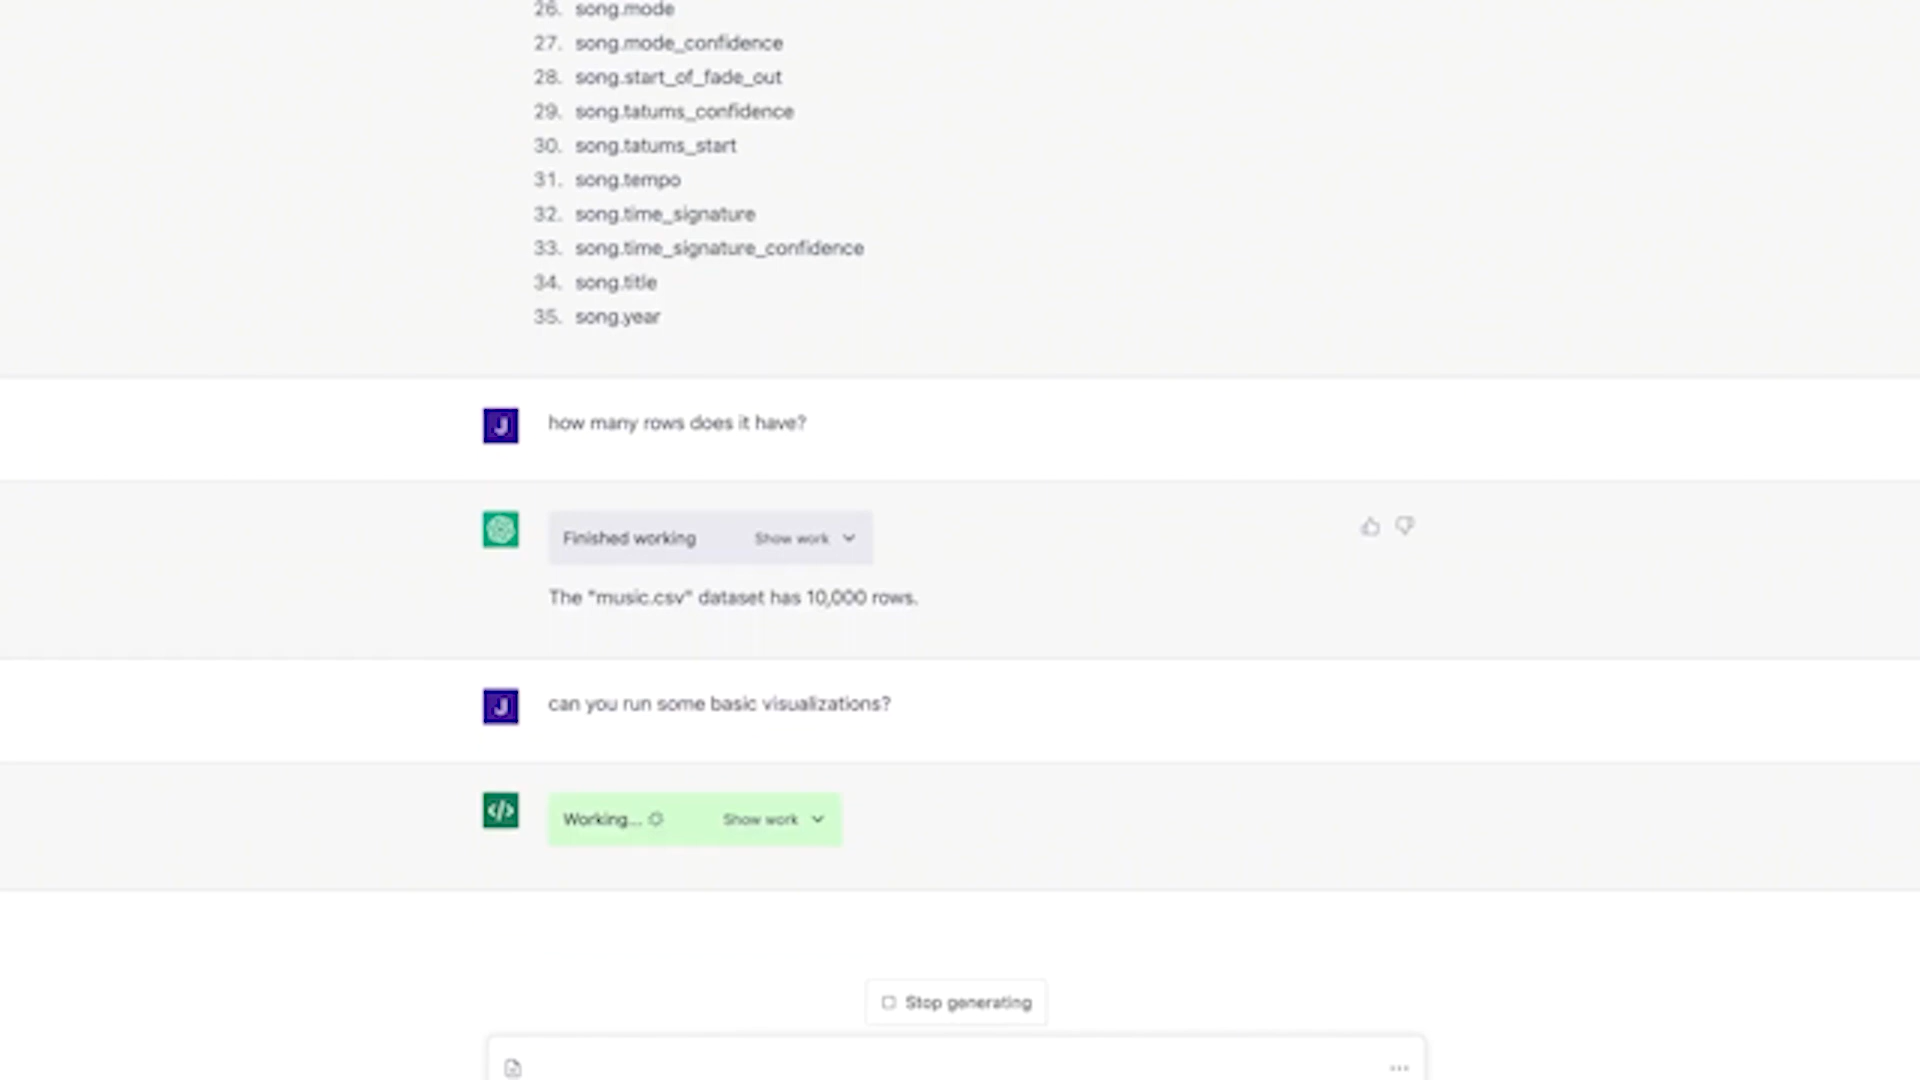 26. song.mode
27. song.mode_confidence
28. song.start_of_fade_out
29. song.tatums_confidence
30. song.tatums_start
31. song.tempo
32. song.time_signature
33. song.time_signature_confidence
34. song.title
35. song.year
J how many rows does it have?
Finished working Show work
The "music.csv" dataset has 10,000 rows.
J can you run some basic visualizations?
</> Working... Show work
Stop generating
...